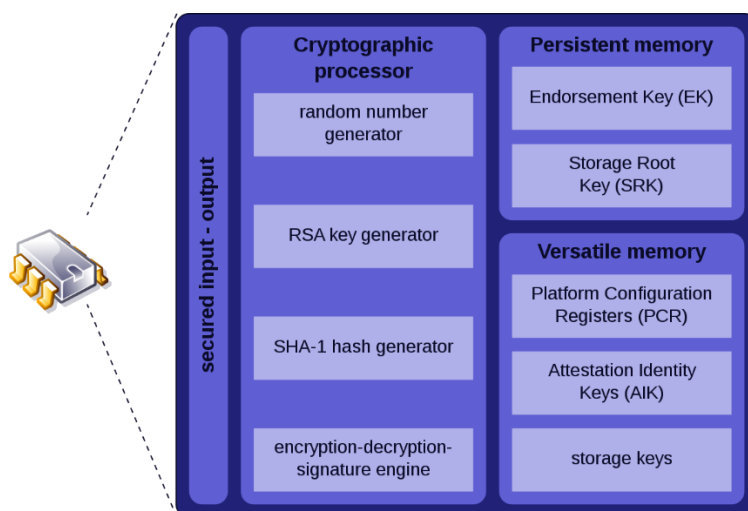 secured input - output
Cryptographic
processor
random number
generator
RSA key generator
SHA-1 hash generator
encryption-decryption-
signature engine
Persistent memory
Endorsement Key (EK)
Storage Root
Key (SRK)
Versatile memory
Platform Configuration
Registers (PCR)
Attestation Identity
Keys (AIK)
storage keys